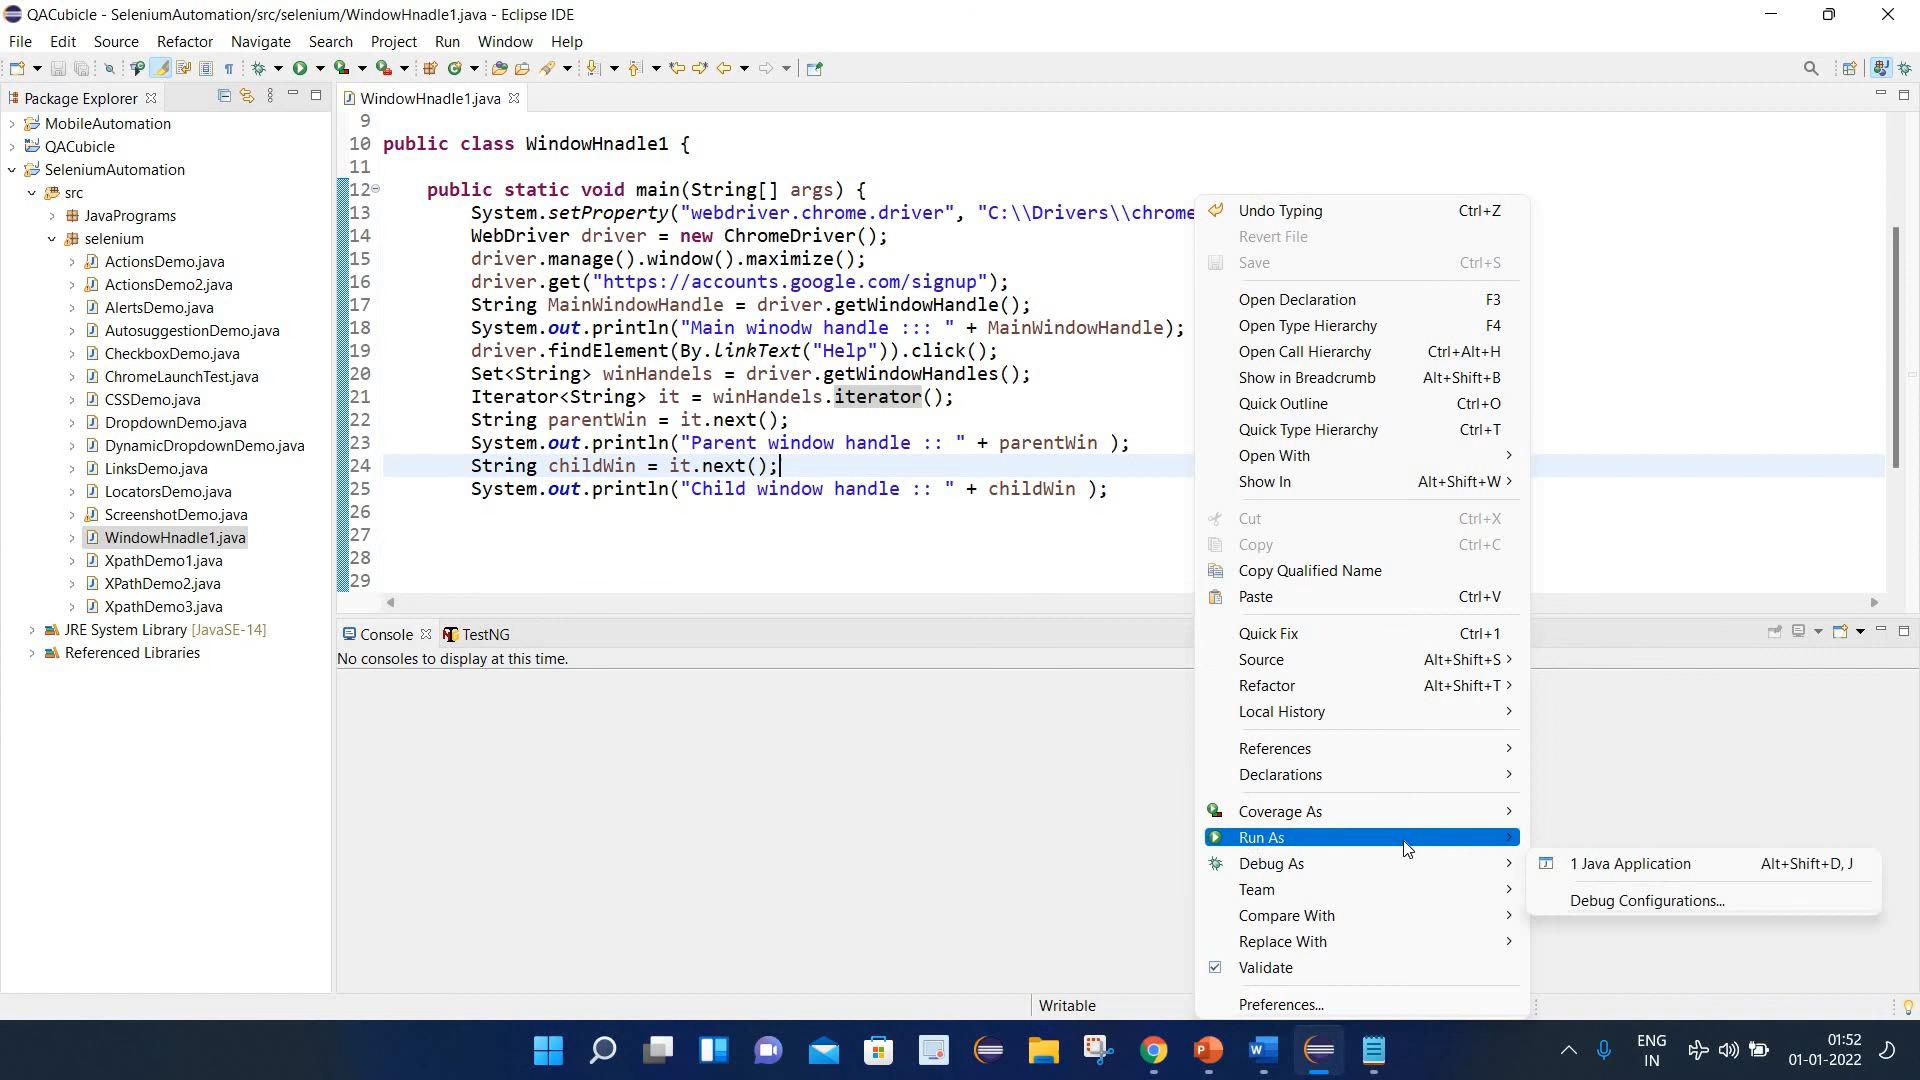 QACubicle - SeleniumAutomation/src/selenium/WindowHnadle1.java - Eclipse IDE
File Edit Source Refactor Navigate Search Project Run Window Help
Package Explorer
MobileAutomation
QACubicle
SeleniumAutomation
src
JavaPrograms
selenium
ActionsDemo.java
ActionsDemo2.java
AlertsDemo.java
AutosuggestionDemo.java
CheckboxDemo.java
ChromeLaunchTest.java
CSSDemo.java
DropdownDemo.java
DynamicDropdownDemo.java
LinksDemo.java
LocatorsDemo.java
ScreenshotDemo.java
WindowHnadle1.java
XpathDemo1.java
XPathDemo2.java
XpathDemo3.java
JRE System Library [JavaSE-14]
Referenced Libraries
WindowHnadle1.java
9
10 public class WindowHnadle1 {
11
12 public static void main(String[] args) {
13 System.setProperty("webdriver.chrome.driver", "C:\\Drivers\\chrome
14 WebDriver driver = new ChromeDriver();
15 driver.manage().window().maximize();
16 driver.get("https://accounts.google.com/signup");
17 String MainWindowHandle = driver.getWindowHandle();
18 System.out.println("Main winodw handle ::: " + MainWindowHandle);
19 driver.findElement(By.linkText("Help")).click();
20 Set<String> winHandels = driver.getWindowHandles();
21 Iterator<String> it = winHandels.iterator();
22 String parentWin = it.next();
23 System.out.println("Parent window handle :: " + parentWin );
24 String childWin = it.next();
25 System.out.println("Child window handle :: " + childWin );
26
27
28
29
Console TestNG
No consoles to display at this time.
Undo Typing Ctrl+Z
Revert File
Save Ctrl+S
Open Declaration F3
Open Type Hierarchy F4
Open Call Hierarchy Ctrl+Alt+H
Show in Breadcrumb Alt+Shift+B
Quick Outline Ctrl+O
Quick Type Hierarchy Ctrl+T
Open With
Show In Alt+Shift+W
Cut Ctrl+X
Copy Ctrl+C
Copy Qualified Name
Paste Ctrl+V
Quick Fix Ctrl+1
Source Alt+Shift+S
Refactor Alt+Shift+T
Local History
References
Declarations
Coverage As
Run As
Debug As
Team
Compare With
Replace With
Validate
Preferences...
1 Java Application Alt+Shift+D, J
Debug Configurations...
Writable
ENG
IN
01:52
01-01-2022